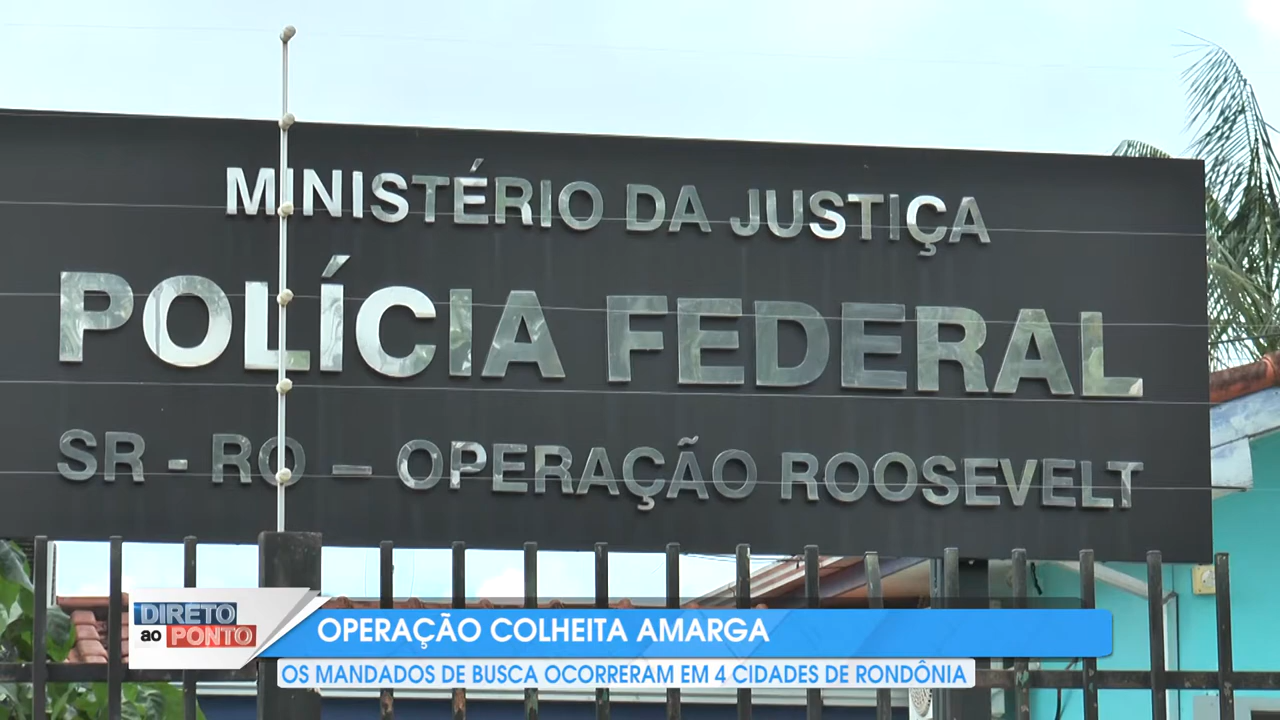 MINISTÉRIO DA JUSTIÇA
POLÍCIA FEDERAL
SR - RO – OPERAÇÃO ROOSEVELT
DIRETO
ao PONTO
OPERAÇÃO COLHEITA AMARGA
OS MANDADOS DE BUSCA OCORRERAM EM 4 CIDADES DE RONDÔNIA